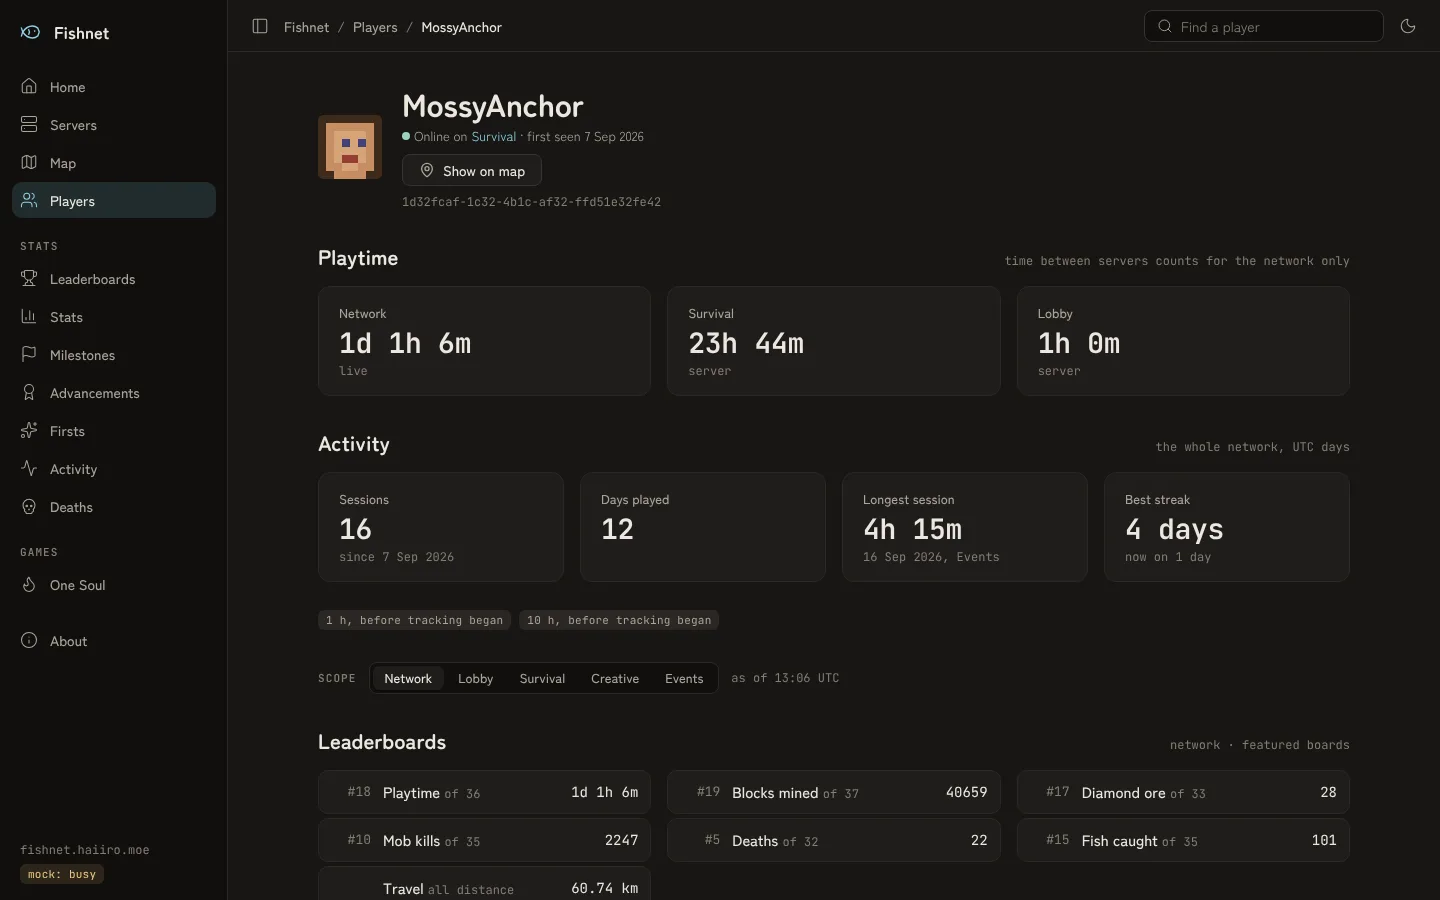 Fishnet
Home
Servers
Map
Players
STATS
Leaderboards
Stats
Milestones
Advancements
Firsts
Activity
Deaths
GAMES
One Soul
About
fishnet.haiiro.moe
mock: busy
Fishnet / Players / MossyAnchor
Find a player
MossyAnchor
Online on Survival · first seen 7 Sep 2026
Show on map
1d32fcaf-1c32-4b1c-af32-ffd51e32fe42
Playtime
time between servers counts for the network only
Network
1d 1h 6m
live
Survival
23h 44m
server
Lobby
1h 0m
server
Activity
the whole network, UTC days
Sessions
16
since 7 Sep 2026
Days played
12
Longest session
4h 15m
16 Sep 2026, Events
Best streak
4 days
now on 1 day
1 h, before tracking began
10 h, before tracking began
SCOPE Network Lobby Survival Creative Events as of 13:06 UTC
Leaderboards
network · featured boards
#18 Playtime of 36 1d 1h 6m
#19 Blocks mined of 37 40659
#17 Diamond ore of 33 28
#10 Mob kills of 35 2247
#5 Deaths of 32 22
#15 Fish caught of 35 101
Travel all distance 60.74 km